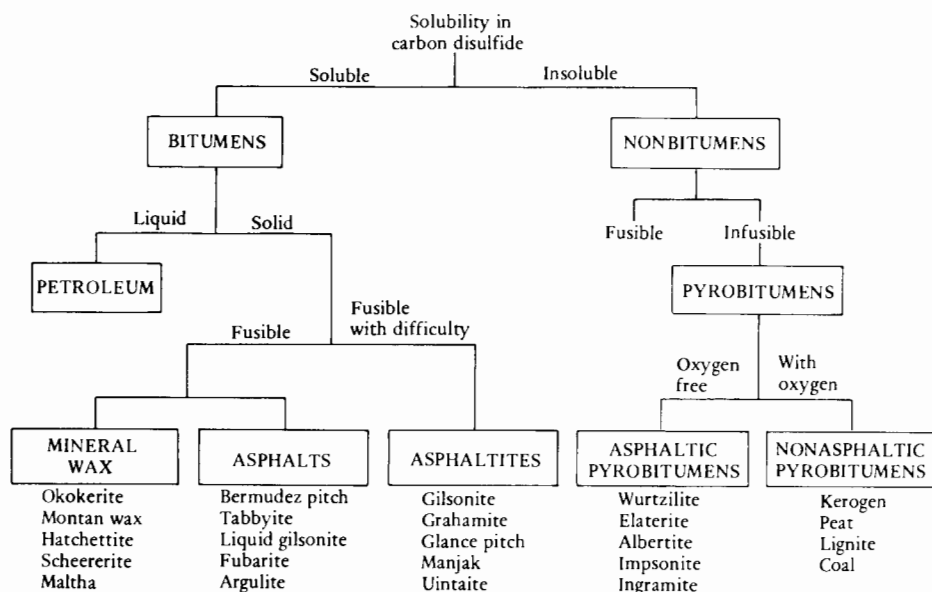 Solubility in
carbon disulfide
Soluble
Insoluble
BITUMENS
NONBITUMENS
Liquid
Solid
Fusible
Infusible
PETROLEUM
PYROBITUMENS
Fusible
Fusible
with difficulty
Oxygen
free
With
oxygen
MINERAL
WAX
ASPHALTS
ASPHALTITES
ASPHALTIC
PYROBITUMENS
NONASPHALTIC
PYROBITUMENS
Okokerite
Montan wax
Hatchettite
Scheererite
Maltha
Bermudez pitch
Tabbyite
Liquid gilsonite
Fubarite
Argulite
Gilsonite
Grahamite
Glance pitch
Manjak
Uintaite
Wurtzilite
Elaterite
Albertite
Impsonite
Ingramite
Kerogen
Peat
Lignite
Coal